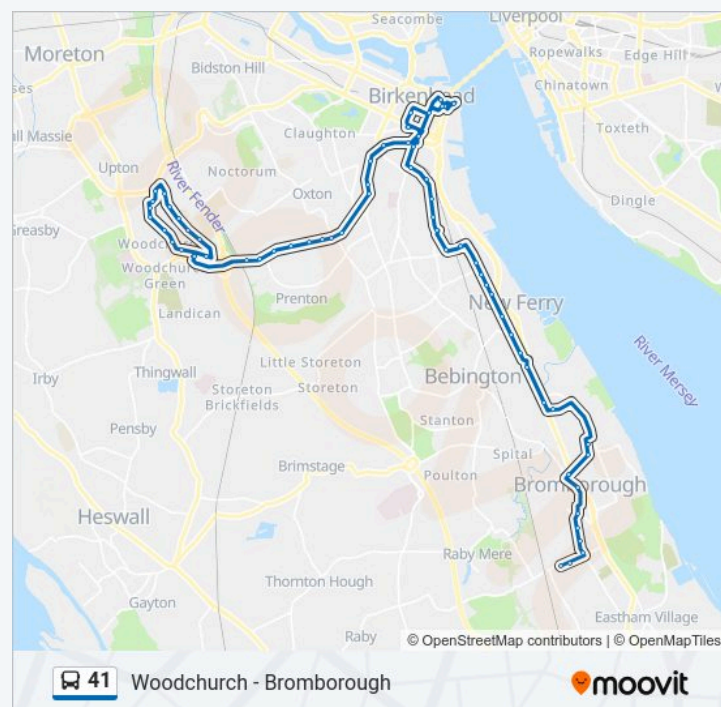 Seacombe
Liverpool
Moreton
Ropewalks
Edge Hill
Bidston Hill
Birkenhead
Chinatown
Claughton
Toxteth
Upton
River Fender
Noctorum
Oxton
Dingle
Greasby
Woodchurch
Green
New Ferry
Prenton
Landican
River Mersey
Little Storeton
Thingwall
Irby
Storeton
Brickfields
Storeton
Bebington
Pensby
Stanton
Spital
Brimstage
Poulton
Bromborough
Heswall
Raby Mere
Thornton Hough
Gayton
Eastham Village
Raby
© OpenStreetMap contributors | © OpenMapTiles
41
Woodchurch - Bromborough
moovit